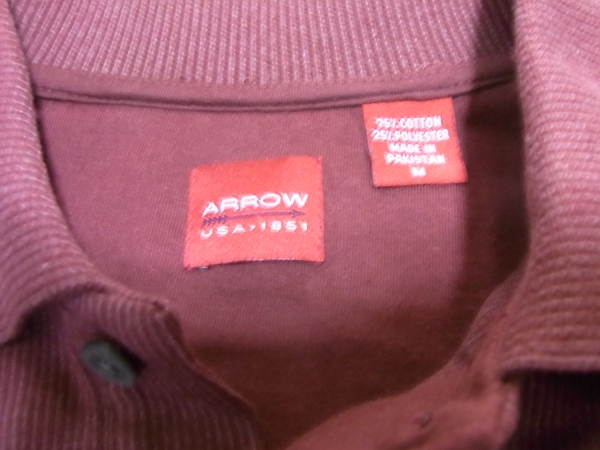 ARROW
USA>1851
75% COTTON
25% POLYESTER
MADE IN
PAKISTAN
M